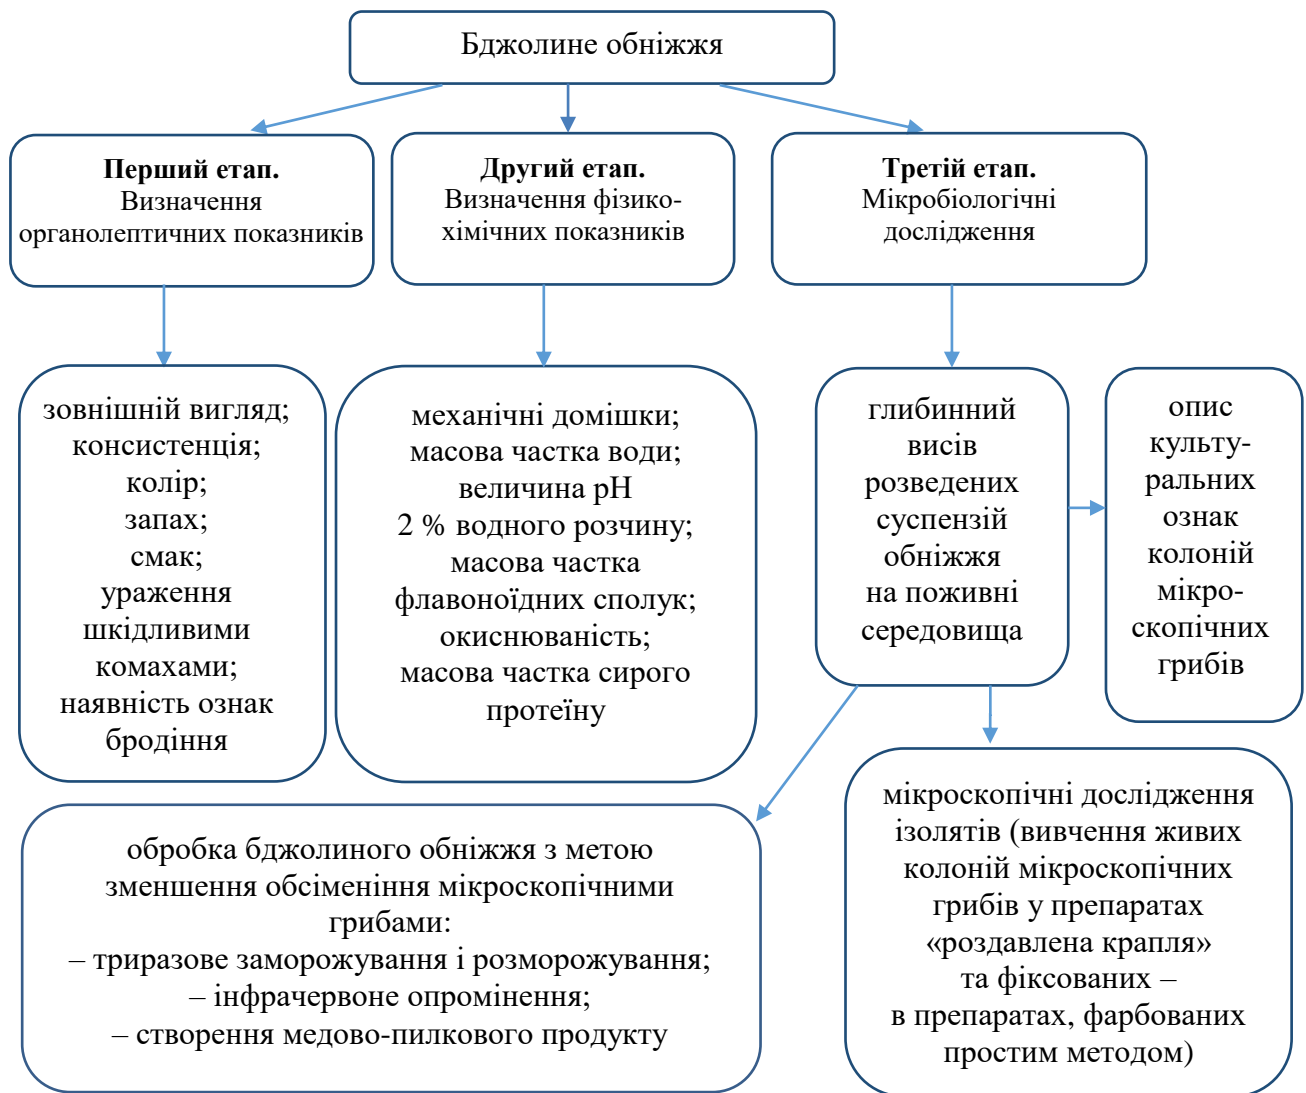 Бджолине обніжжя
Перший етап.
Визначення
органолептичних показників
Другий етап.
Визначення фізико-
хімічних показників
Третій етап.
Мікробіологічні
дослідження
зовнішній вигляд;
консистенція;
колір;
запах;
смак;
ураження
шкідливими
комахами;
наявність ознак
бродіння
механічні домішки;
масова частка води;
величина рН
2 % водного розчину;
масова частка
флавоноїдних сполук;
окиснюваність;
масова частка сирого
протеїну
глибинний
висів
розведених
суспензій
обніжжя
на поживні
середовища
опис
культу-
ральних
ознак
колоній
мікро-
скопічних
грибів
обробка бджолиного обніжжя з метою
зменшення обсіменіння мікроскопічними
грибами:
– триразове заморожування і розморожування;
– інфрачервоне опромінення;
– створення медово-пилкового продукту
мікроскопічні дослідження
ізолятів (вивчення живих
колоній мікроскопічних
грибів у препаратах
«роздавлена крапля»
та фіксованих –
в препаратах, фарбованих
простим методом)